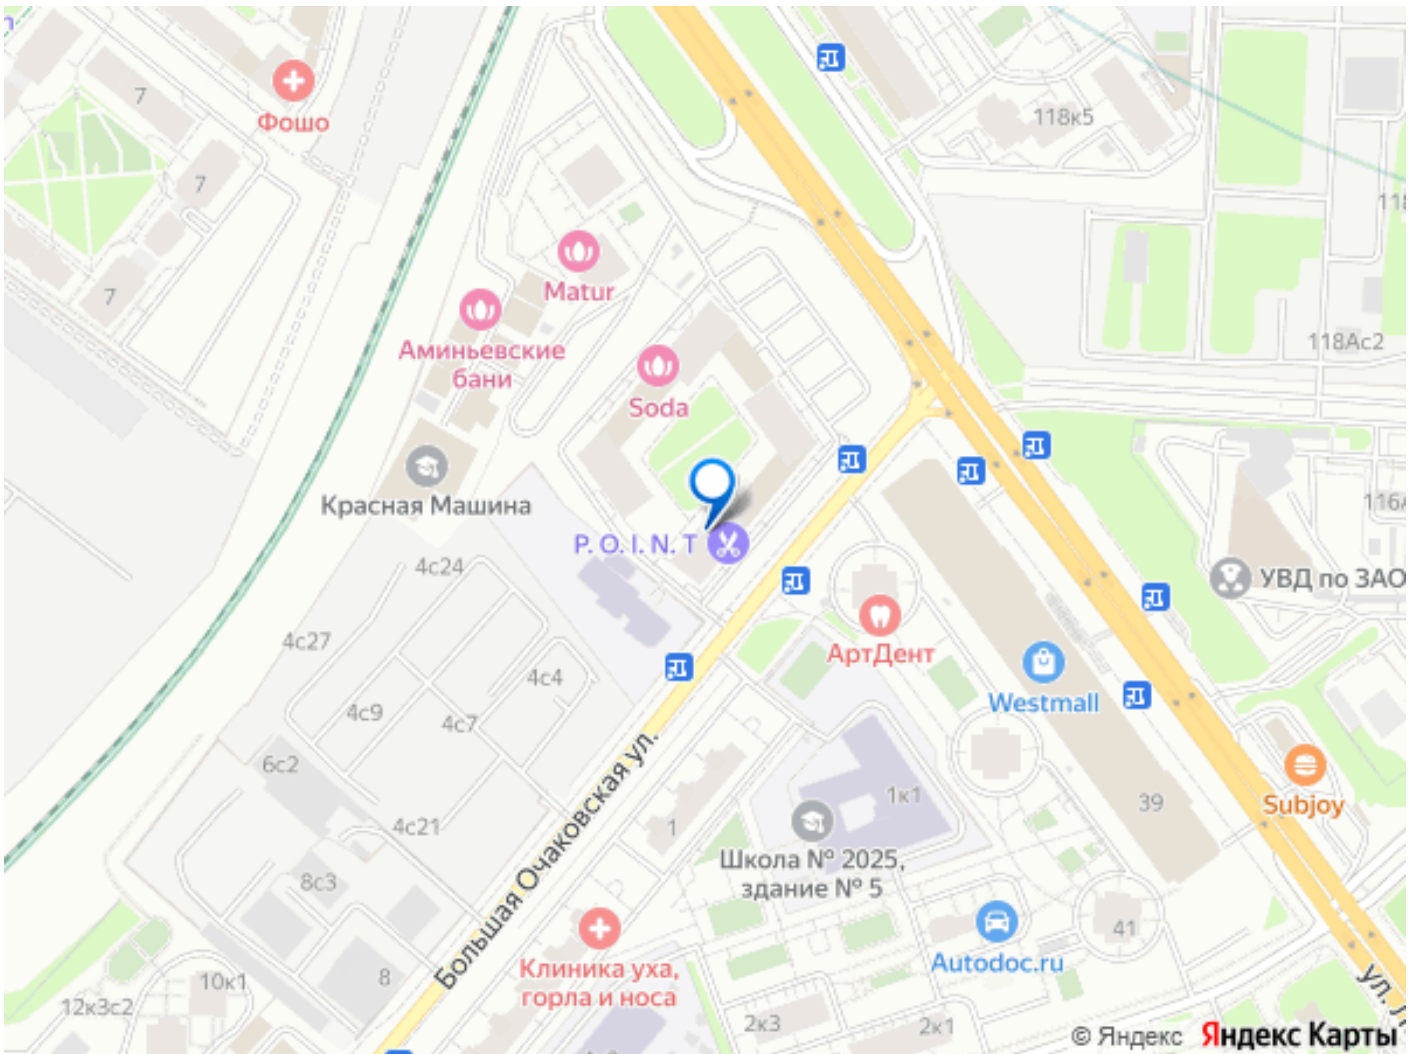 Фошо
7
7
7
118к5
118Ас2
Matur
Аминьевские
бани
Soda
Красная Машина
P. O. I. N. T
УВД по ЗАО
АртДент
Westmall
Subjoy
39
4с24
4с27
4с4
4с9
4с7
6с2
4с21
8с3
8
10к1
12к3с2
Большая Очаковская ул.
1
1к1
Школа № 2025,
здание № 5
Клиника уха,
горла и носа
Autodoc.ru
41
2к3
2к1
ул. Л
© Яндекс Яндекс Карты